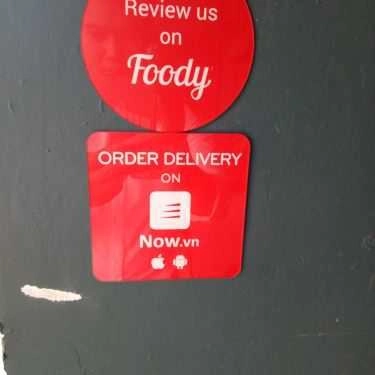 Review us
on
Foody
ORDER DELIVERY
ON
Now.vn